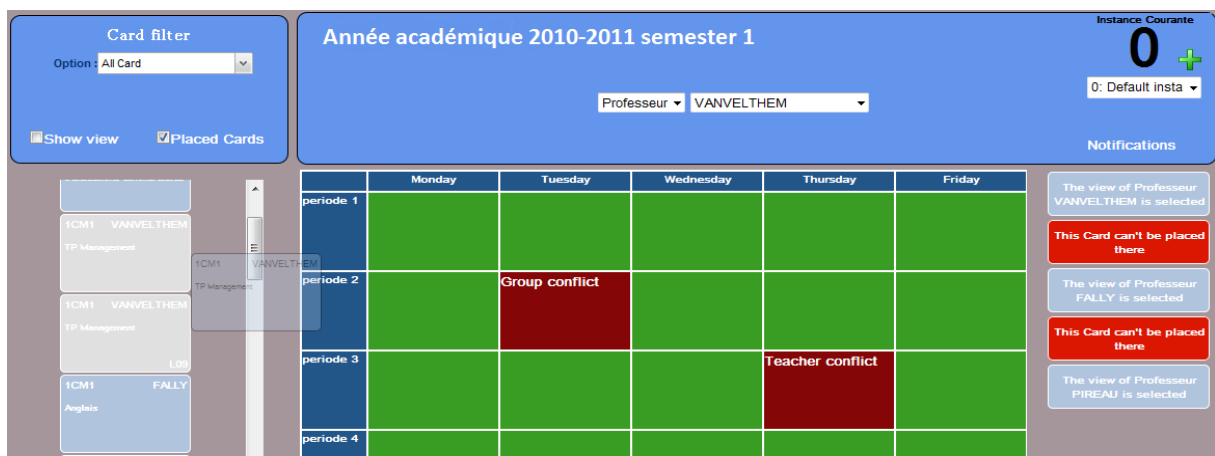 Card filter
Option : All Card
Show view
Placed Cards
Année académique 2010-2011 semester 1
Professeur
VANVELTHEM
Instance Courante
0
0: Default insta
Notifications
1CM1 VANVELTHEM
TP Management
1CM1 VANVELTHEM
TP Management
L09
1CM1 FALLY
Anglais
1CM1 VANVELTHEM
TP Management
Monday Tuesday Wednesday Thursday Friday
periode 1
periode 2
Group conflict
periode 3
Teacher conflict
periode 4
The view of Professeur
VANVELTHEM is selected
This Card can't be placed
there
The view of Professeur
FALLY is selected
This Card can't be placed
there
The view of Professeur
PIREAU is selected